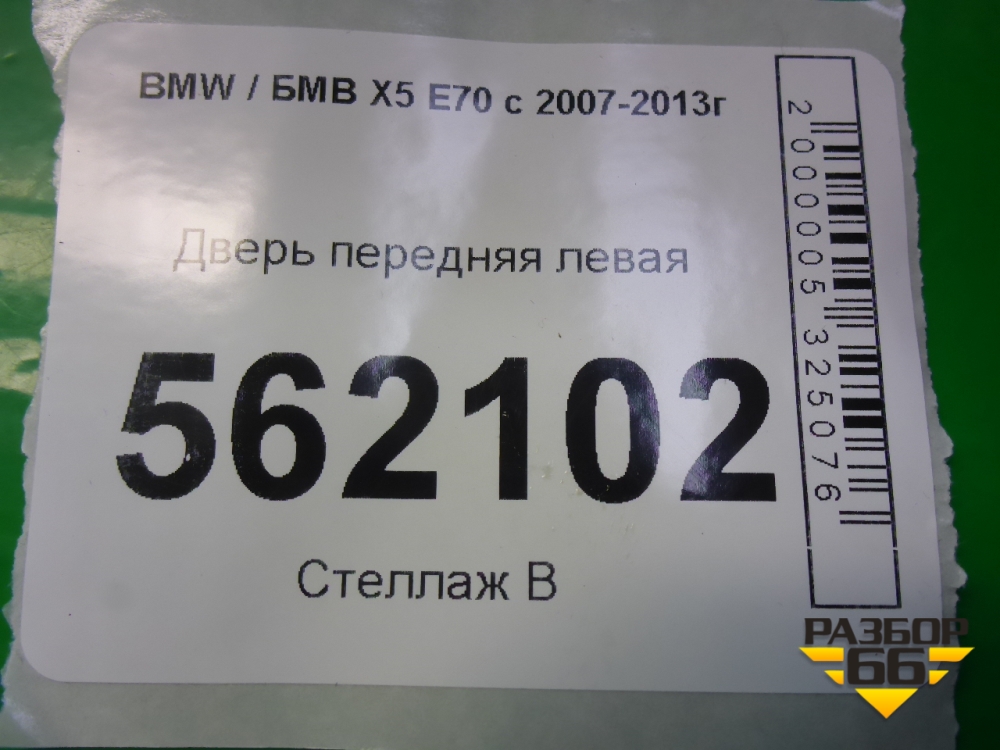 BMW / БМВ X5 E70 с 2007-2013г
Дверь передняя левая
562102
Стеллаж В
2000005325076
РАЗБОР
66